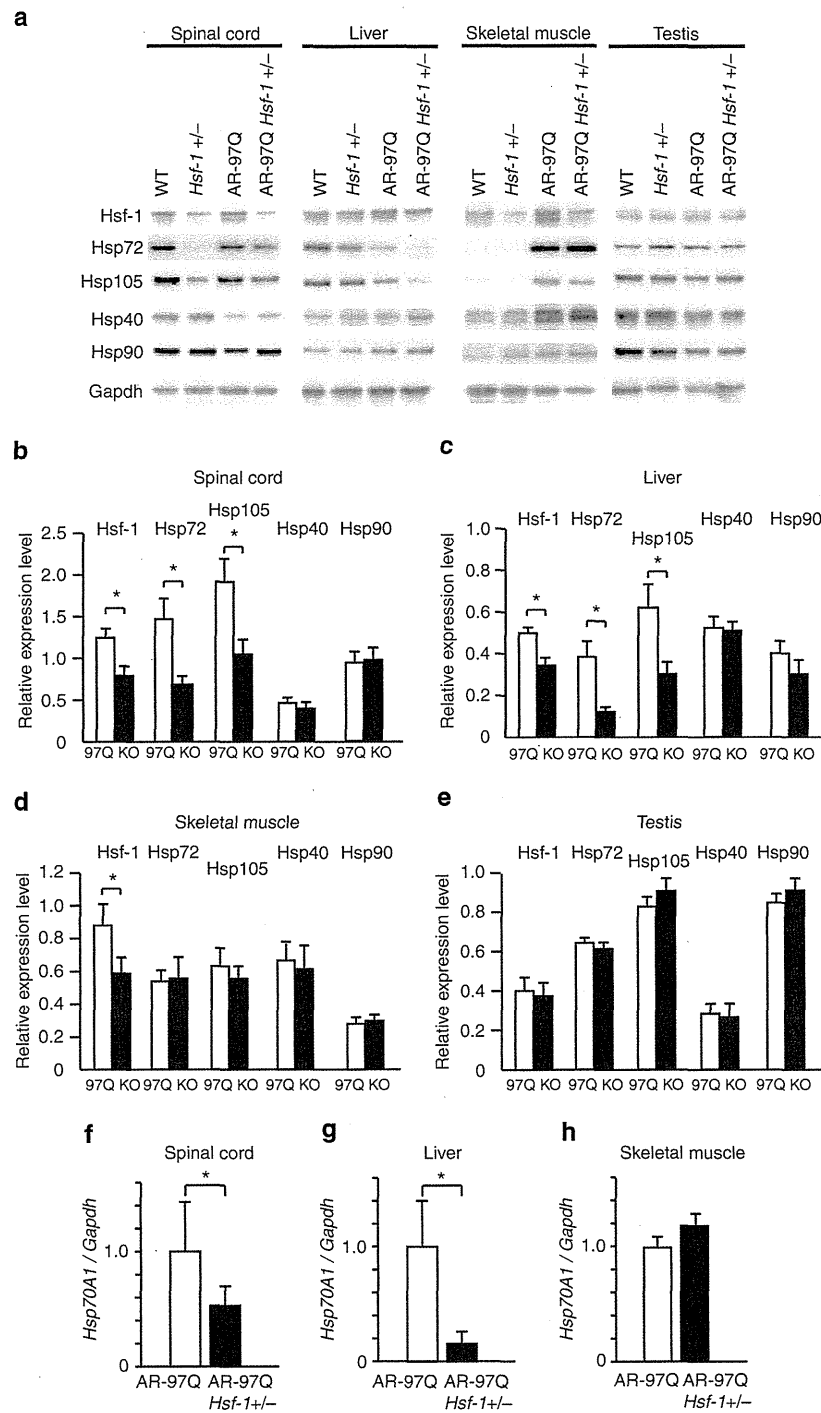 a
Spinal cord Liver Skeletal muscle Testis
WT Hsf-1 +/– AR-97Q AR-97Q Hsf-1 +/– WT Hsf-1 +/– AR-97Q AR-97Q Hsf-1 +/– WT Hsf-1 +/– AR-97Q AR-97Q Hsf-1 +/– WT Hsf-1 +/– AR-97Q AR-97Q Hsf-1 +/–
Hsf-1
Hsp72
Hsp105
Hsp40
Hsp90
Gapdh
b
Spinal cord
Hsf-1 Hsp72 Hsp105 Hsp40 Hsp90
Relative expression level
2.5
2.0
1.5
1.0
0.5
0
*
*
*
97Q KO 97Q KO 97Q KO 97Q KO 97Q KO
c
Liver
Hsf-1 Hsp72 Hsp105 Hsp40 Hsp90
Relative expression level
1.0
0.8
0.6
0.4
0.2
0
*
*
*
97Q KO 97Q KO 97Q KO 97Q KO 97Q KO
d
Skeletal muscle
Hsf-1 Hsp72 Hsp105 Hsp40 Hsp90
Relative expression level
1.2
1.0
0.8
0.6
0.4
0.2
0
*
97Q KO 97Q KO 97Q KO 97Q KO 97Q KO
e
Testis
Hsf-1 Hsp72 Hsp105 Hsp40 Hsp90
Relative expression level
1.0
0.8
0.6
0.4
0.2
0
97Q KO 97Q KO 97Q KO 97Q KO 97Q KO
f
Spinal cord
Hsp70A1 / Gapdh
1.0
0
*
AR-97Q AR-97Q
Hsf-1+/–
g
Liver
Hsp70A1 / Gapdh
1.0
0
*
AR-97Q AR-97Q
Hsf-1+/–
h
Skeletal muscle
Hsp70A1 / Gapdh
1.0
0
AR-97Q AR-97Q
Hsf-1+/–